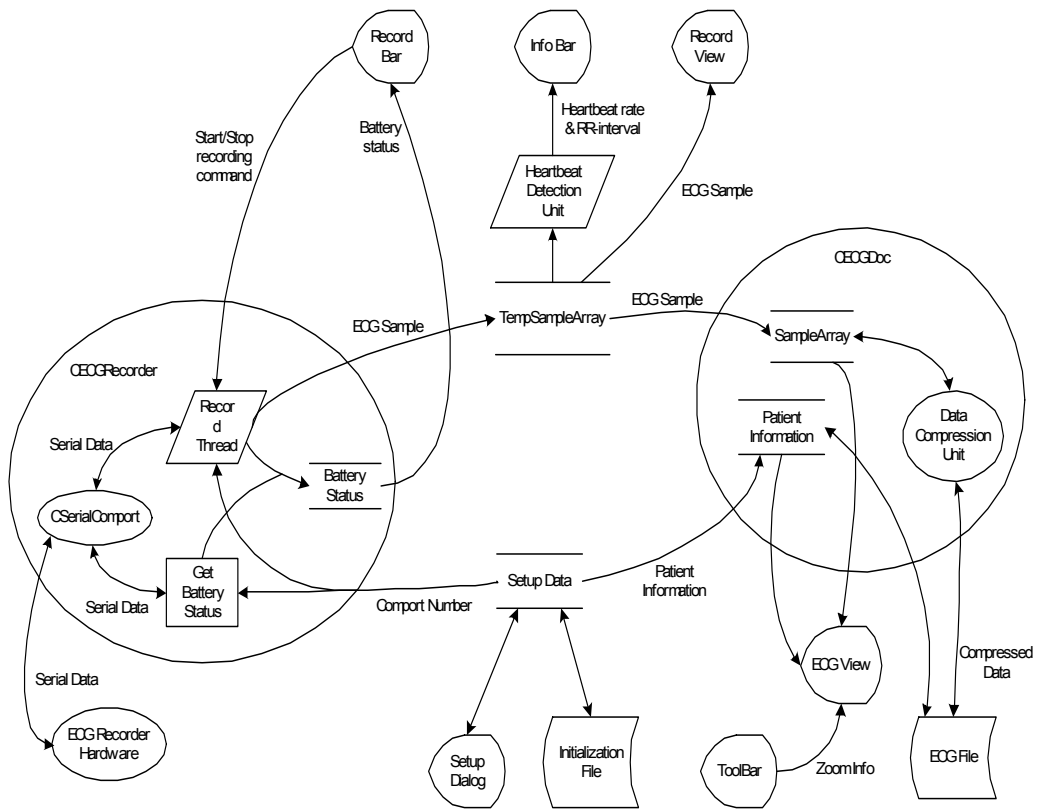 Record
Bar
Info Bar
Record
View
Heartbeat rate
& RR-interval
Battery
status
Start/Stop
recording
command
Heartbeat
Detection
Unit
ECG Sample
CECGDoc
ECG Sample
TempSampleArray
ECG Sample
SampleArray
CECGRecorder
Recor
d
Thread
Patient
Information
Data
Compression
Unit
Serial Data
Battery
Status
CSerialComport
Get
Battery
Status
Setup Data
Patient
Information
Serial Data
Comport Number
ECG View
Compressed
Data
Serial Data
ECG Recorder
Hardware
Setup
Dialog
Initialization
File
ToolBar
Zoom Info
ECG File